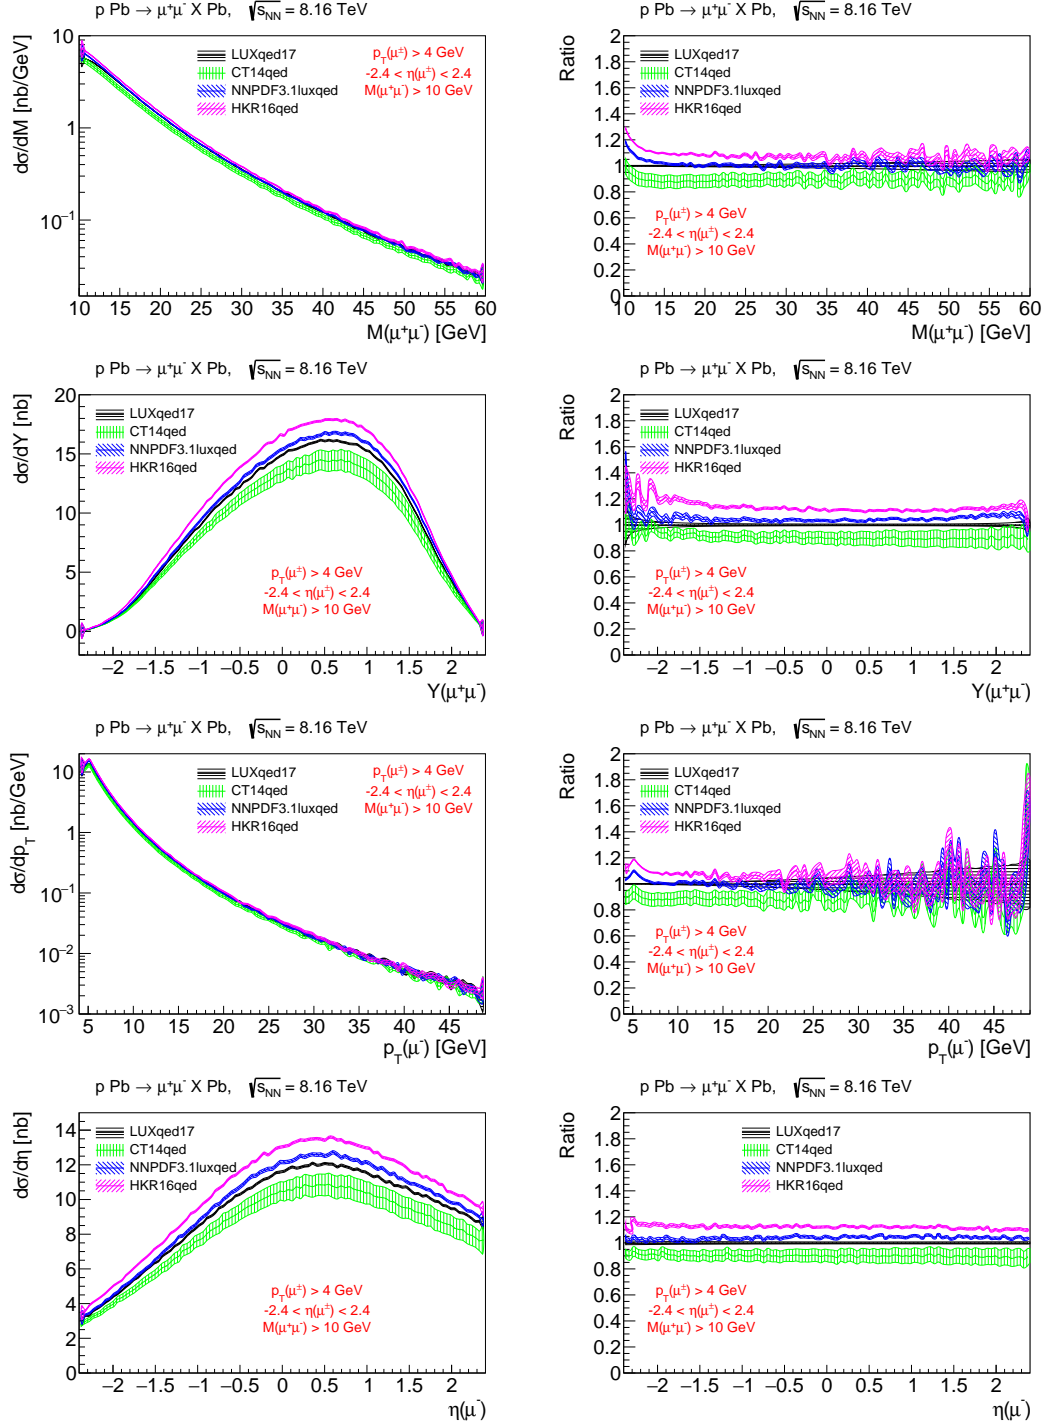 p Pb → μ⁺μ⁻ X Pb, √s_NN = 8.16 TeV
dσ/dM [nb/GeV]
10
1
10⁻¹
LUXqed17
CT14qed
NNPDF3.1luxqed
HKR16qed
p_T(μ^±) > 4 GeV
-2.4 < η(μ^±) < 2.4
M(μ⁺μ⁻) > 10 GeV
10 15 20 25 30 35 40 45 50 55 60
M(μ⁺μ⁻) [GeV]
p Pb → μ⁺μ⁻ X Pb, √s_NN = 8.16 TeV
Ratio
2
1.8
1.6
1.4
1.2
1
0.8
0.6
0.4
0.2
0
LUXqed17
CT14qed
NNPDF3.1luxqed
HKR16qed
p_T(μ^±) > 4 GeV
-2.4 < η(μ^±) < 2.4
M(μ⁺μ⁻) > 10 GeV
10 15 20 25 30 35 40 45 50 55 60
M(μ⁺μ⁻) [GeV]
p Pb → μ⁺μ⁻ X Pb, √s_NN = 8.16 TeV
dσ/dY [nb]
20
15
10
5
0
LUXqed17
CT14qed
NNPDF3.1luxqed
HKR16qed
p_T(μ^±) > 4 GeV
-2.4 < η(μ^±) < 2.4
M(μ⁺μ⁻) > 10 GeV
−2 −1.5 −1 −0.5 0 0.5 1 1.5 2
Y(μ⁺μ⁻)
p Pb → μ⁺μ⁻ X Pb, √s_NN = 8.16 TeV
Ratio
2
1.8
1.6
1.4
1.2
1
0.8
0.6
0.4
0.2
0
LUXqed17
CT14qed
NNPDF3.1luxqed
HKR16qed
p_T(μ^±) > 4 GeV
-2.4 < η(μ^±) < 2.4
M(μ⁺μ⁻) > 10 GeV
−2 −1.5 −1 −0.5 0 0.5 1 1.5 2
Y(μ⁺μ⁻)
p Pb → μ⁺μ⁻ X Pb, √s_NN = 8.16 TeV
dσ/dp_T [nb/GeV]
10
1
10⁻¹
10⁻²
10⁻³
LUXqed17
CT14qed
NNPDF3.1luxqed
HKR16qed
p_T(μ^±) > 4 GeV
-2.4 < η(μ^±) < 2.4
M(μ⁺μ⁻) > 10 GeV
5 10 15 20 25 30 35 40 45
p_T(μ⁻) [GeV]
p Pb → μ⁺μ⁻ X Pb, √s_NN = 8.16 TeV
Ratio
2
1.8
1.6
1.4
1.2
1
0.8
0.6
0.4
0.2
0
LUXqed17
CT14qed
NNPDF3.1luxqed
HKR16qed
p_T(μ^±) > 4 GeV
-2.4 < η(μ^±) < 2.4
M(μ⁺μ⁻) > 10 GeV
5 10 15 20 25 30 35 40 45
p_T(μ⁻) [GeV]
p Pb → μ⁺μ⁻ X Pb, √s_NN = 8.16 TeV
dσ/dη [nb]
14
12
10
8
6
4
2
0
LUXqed17
CT14qed
NNPDF3.1luxqed
HKR16qed
p_T(μ^±) > 4 GeV
-2.4 < η(μ^±) < 2.4
M(μ⁺μ⁻) > 10 GeV
−2 −1.5 −1 −0.5 0 0.5 1 1.5 2
η(μ⁻)
p Pb → μ⁺μ⁻ X Pb, √s_NN = 8.16 TeV
Ratio
2
1.8
1.6
1.4
1.2
1
0.8
0.6
0.4
0.2
0
LUXqed17
CT14qed
NNPDF3.1luxqed
HKR16qed
p_T(μ^±) > 4 GeV
-2.4 < η(μ^±) < 2.4
M(μ⁺μ⁻) > 10 GeV
−2 −1.5 −1 −0.5 0 0.5 1 1.5 2
η(μ⁻)